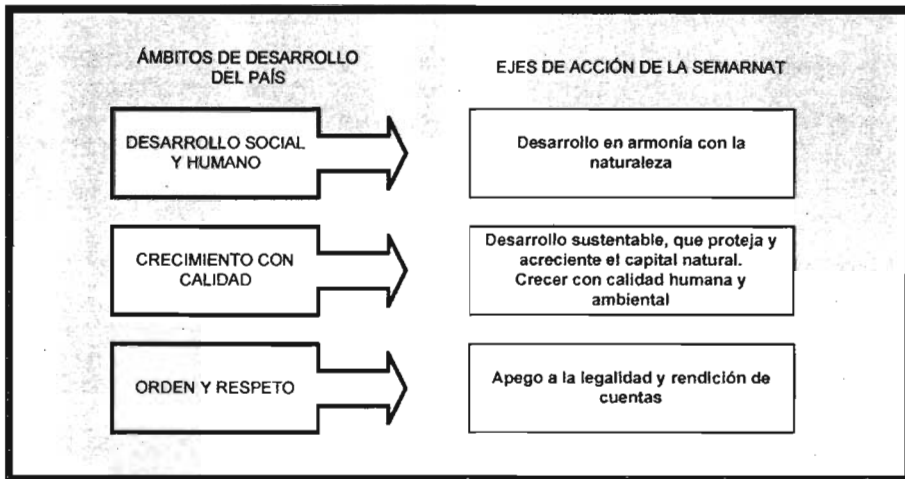 ÁMBITOS DE DESARROLLO
DEL PAÍS
EJES DE ACCIÓN DE LA SEMARNAT
DESARROLLO SOCIAL
Y HUMANO
Desarrollo en armonía con la
naturaleza
CRECIMIENTO CON
CALIDAD
Desarrollo sustentable, que proteja y
acreciente el capital natural.
Crecer con calidad humana y
ambiental
ORDEN Y RESPETO
Apego a la legalidad y rendición de
cuentas